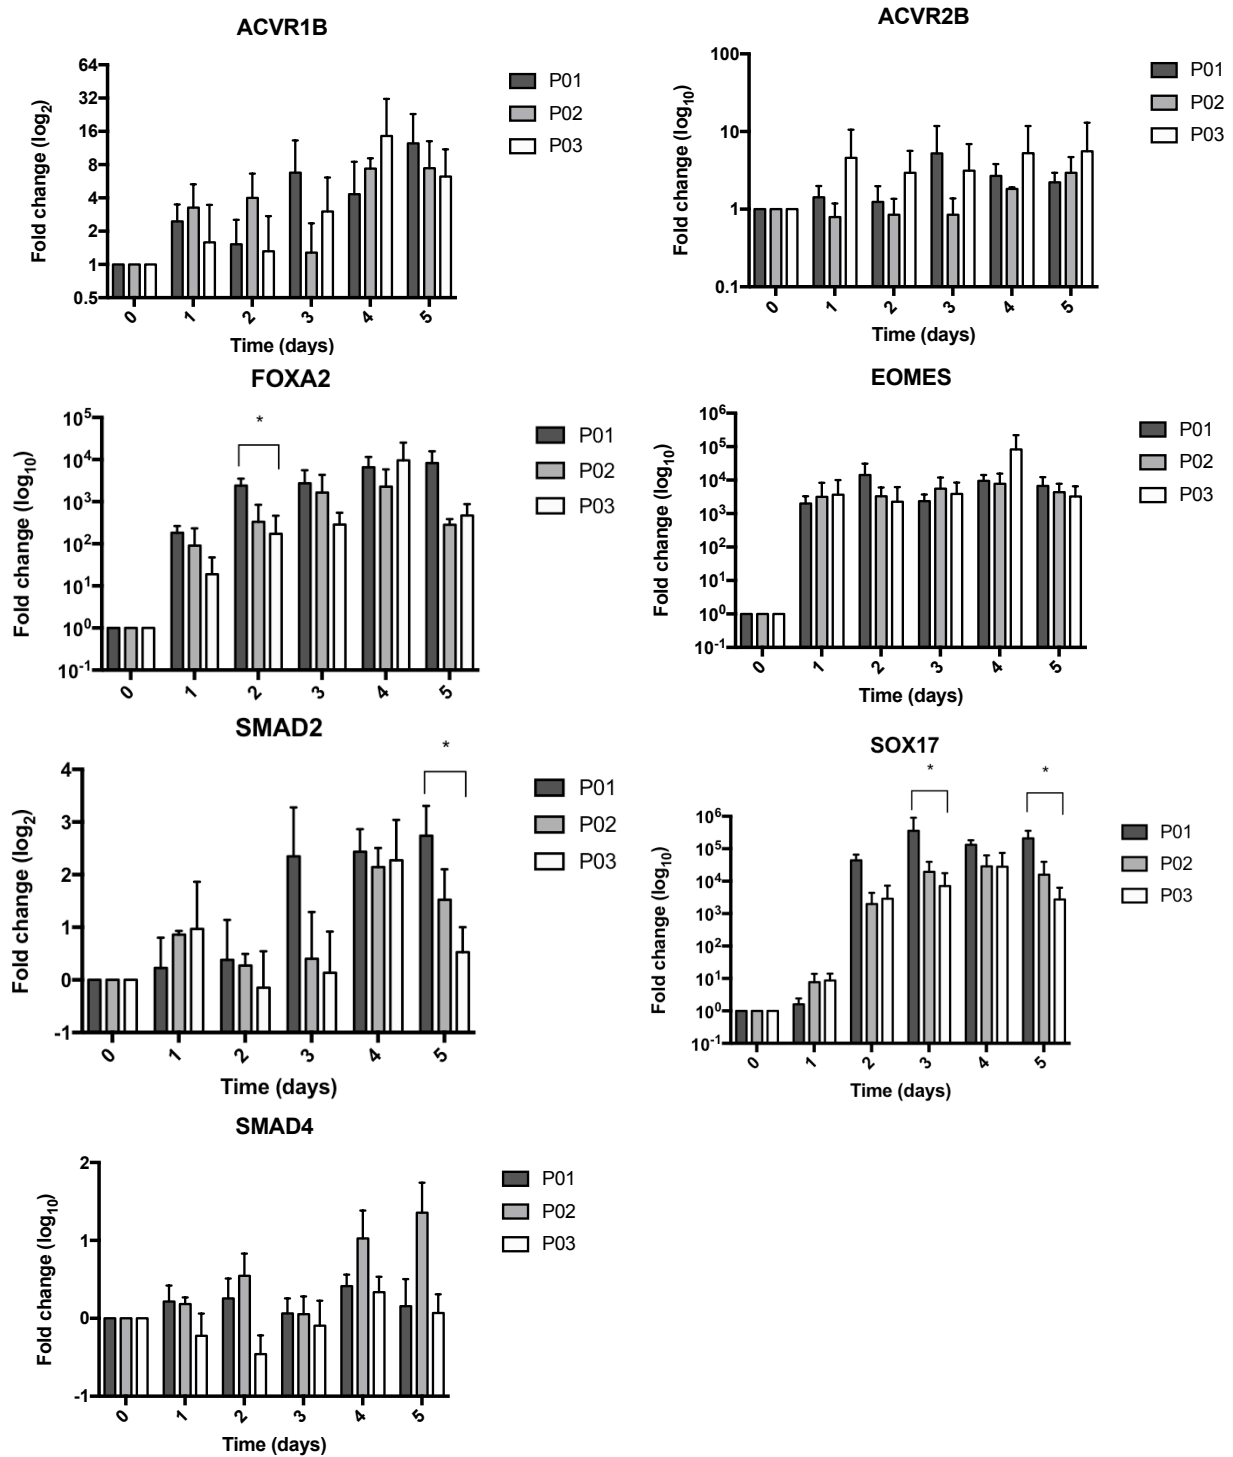 ACVR1B
Fold change (log2)
64
32
16
8
4
2
1
0.5
0 1 2 3 4 5
Time (days)
P01
P02
P03
ACVR2B
Fold change (log10)
100
10
1
0.1
0 1 2 3 4 5
Time (days)
P01
P02
P03
FOXA2
Fold change (log10)
10^5
10^4
10^3
10^2
10^1
10^0
10^-1
*
0 1 2 3 4 5
P01
P02
P03
EOMES
Fold change (log10)
10^6
10^5
10^4
10^3
10^2
10^1
10^0
10^-1
0 1 2 3 4 5
Time (days)
P01
P02
P03
SMAD2
Fold change (log2)
4
3
2
1
0
-1
*
0 1 2 3 4 5
Time (days)
P01
P02
P03
SOX17
Fold change (log10)
10^6
10^5
10^4
10^3
10^2
10^1
10^0
10^-1
* *
0 1 2 3 4 5
Time (days)
P01
P02
P03
SMAD4
Fold change (log10)
2
1
0
-1
0 1 2 3 4 5
Time (days)
P01
P02
P03